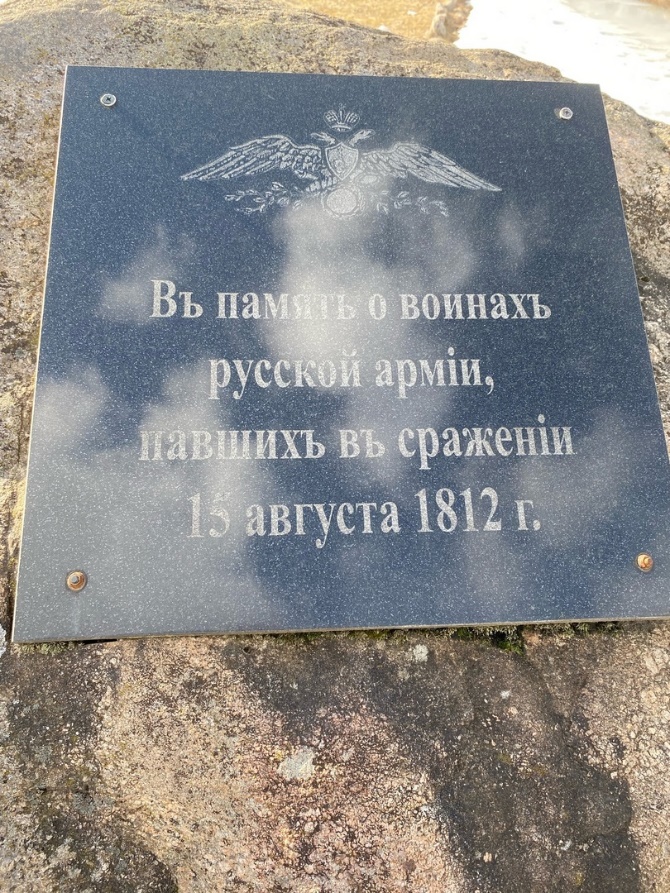 Въ память о воинахъ
русской арміи,
павшихъ въ сраженіи
15 августа 1812 г.